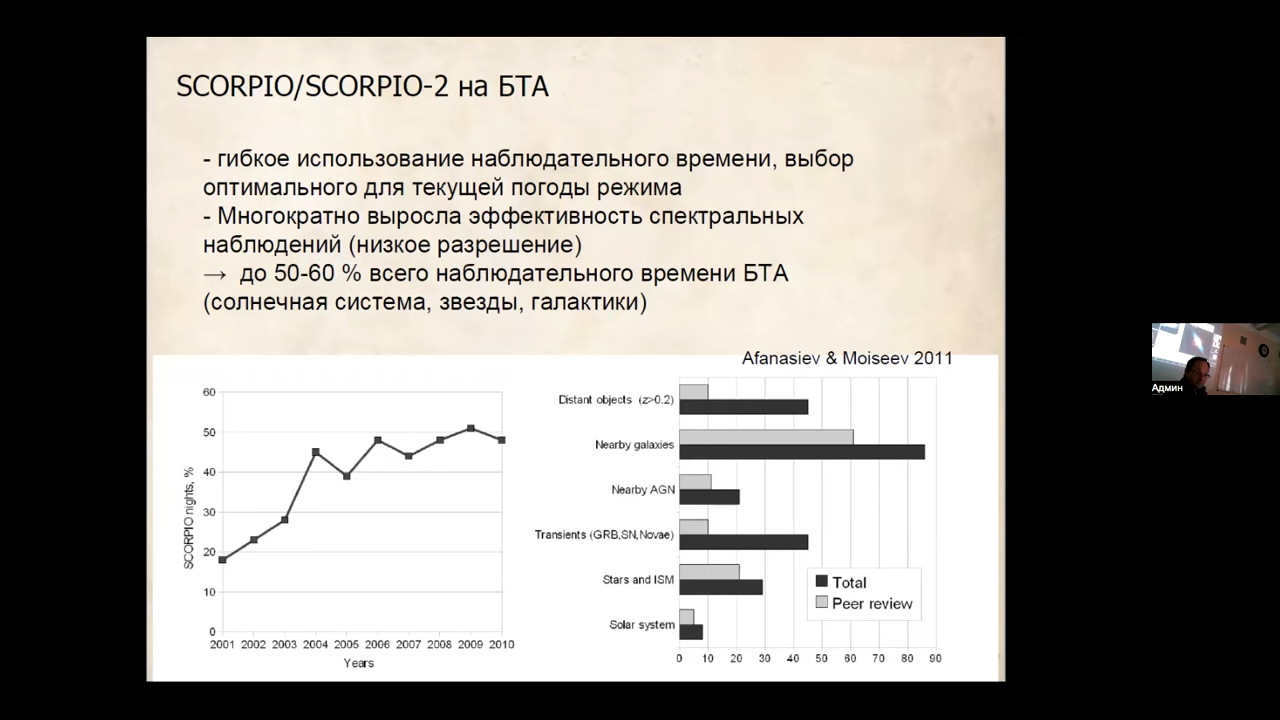 SCORPIO/SCORPIO-2 на БТА
- гибкое использование наблюдательного времени, выбор
оптимального для текущей погоды режима
- Многократно выросла эффективность спектральных
наблюдений (низкое разрешение)
→ до 50-60 % всего наблюдательного времени БТА
(солнечная система, звезды, галактики)
Afanasiev & Moiseev 2011
60
50
40
30
20
10
0
SCORPIO nights, %
2001 2002 2003 2004 2005 2006 2007 2008 2009 2010
Years
Distant objects (z>0.2)
Nearby galaxies
Nearby AGN
Transients (GRB,SN,Novae)
Stars and ISM
Solar system
Total
Peer review
0 10 20 30 40 50 60 70 80 90
Админ